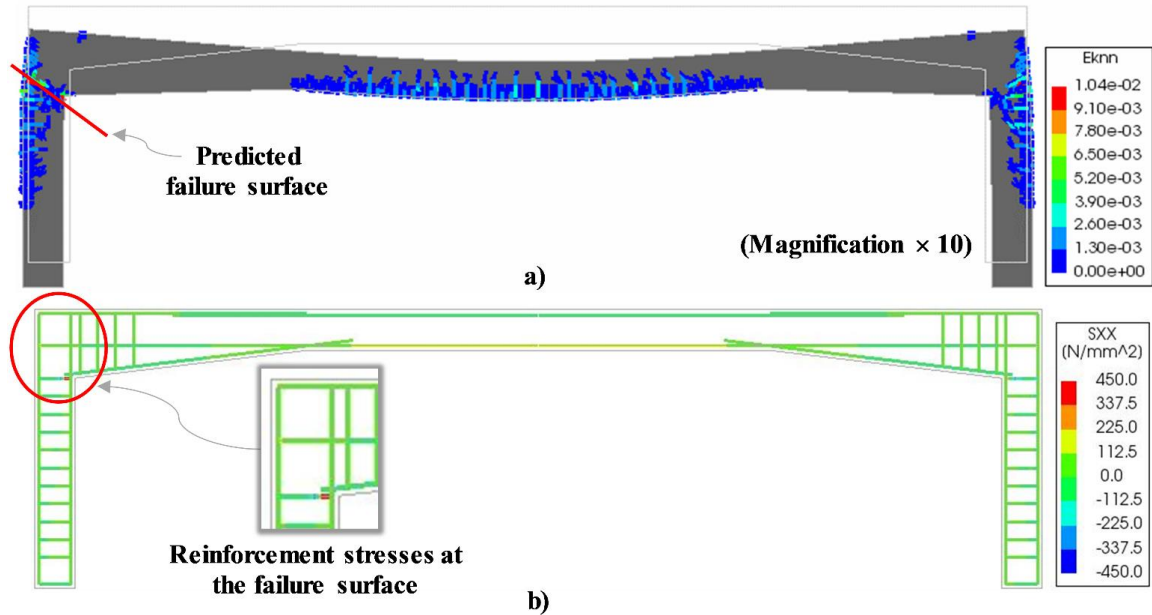 Eknn
1.04e-02
9.10e-03
7.80e-03
6.50e-03
5.20e-03
3.90e-03
2.60e-03
1.30e-03
0.00e+00
Predicted
failure surface
(Magnification × 10)
a)
SXX
(N/mm^2)
450.0
337.5
225.0
112.5
0.0
-112.5
-225.0
-337.5
-450.0
Reinforcement stresses at
the failure surface
b)